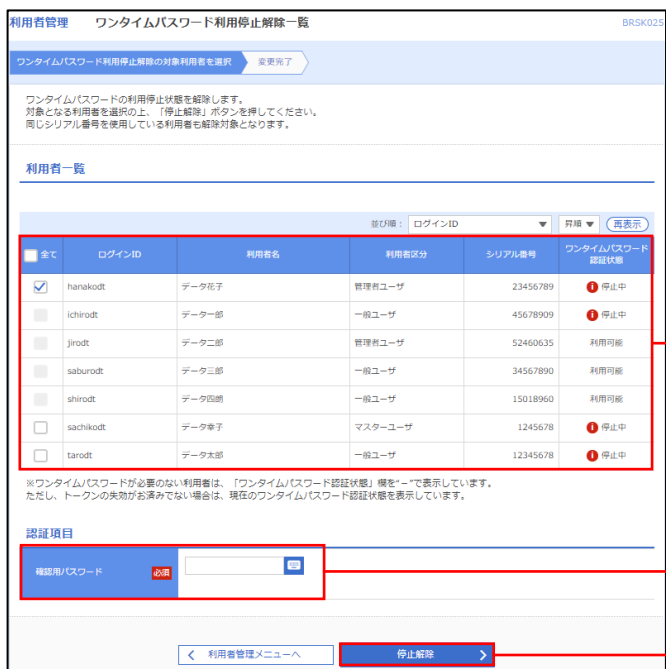 利用者管理 ワンタイムパスワード利用停止解除一覧 BRSK025
ワンタイムパスワード利用停止解除の対象利用者を選択 変更完了
ワンタイムパスワードの利用停止状態を解除します。
対象となる利用者を選択の上、「停止解除」ボタンを押してください。
同じシリアル番号を使用している利用者も解除対象となります。
利用者一覧
並び順： ログインID 昇順 再表示
全て ログインID 利用者名 利用者区分 シリアル番号 ワンタイムパスワード
認証状態
hanakodt データ花子 管理者ユーザ 23456789 停止中
ichirodt データ一郎 一般ユーザ 45678909 停止中
jirodt データ二郎 管理者ユーザ 52460635 利用可能
saburodt データ三郎 一般ユーザ 34567890 利用可能
shirodt データ四朗 一般ユーザ 15018960 利用可能
sachikodt データ幸子 マスターユーザ 1245678 停止中
tarodt データ太郎 一般ユーザ 12345678 停止中
※ワンタイムパスワードが必要のない利用者は、「ワンタイムパスワード認証状態」欄を"－"で表示しています。
ただし、トークンの失効がお済みでない場合は、現在のワンタイムパスワード認証状態を表示しています。
認証項目
確認用パスワード 必須
利用者管理メニューへ 停止解除